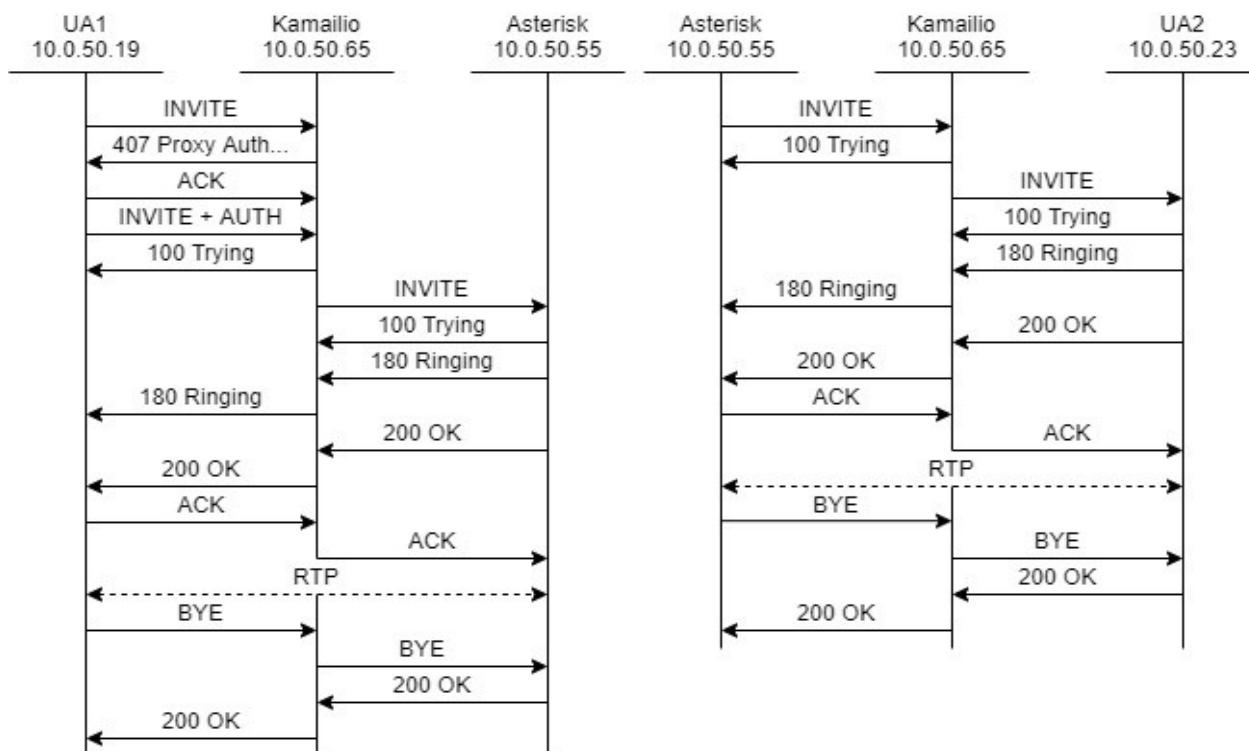 UA1
10.0.50.19
Kamailio
10.0.50.65
Asterisk
10.0.50.55
INVITE
407 Proxy Auth...
ACK
INVITE + AUTH
100 Trying
INVITE
100 Trying
180 Ringing
180 Ringing
200 OK
200 OK
ACK
ACK
RTP
BYE
BYE
200 OK
200 OK
Asterisk
10.0.50.55
Kamailio
10.0.50.65
UA2
10.0.50.23
INVITE
100 Trying
INVITE
100 Trying
180 Ringing
180 Ringing
200 OK
200 OK
ACK
ACK
RTP
BYE
BYE
200 OK
200 OK